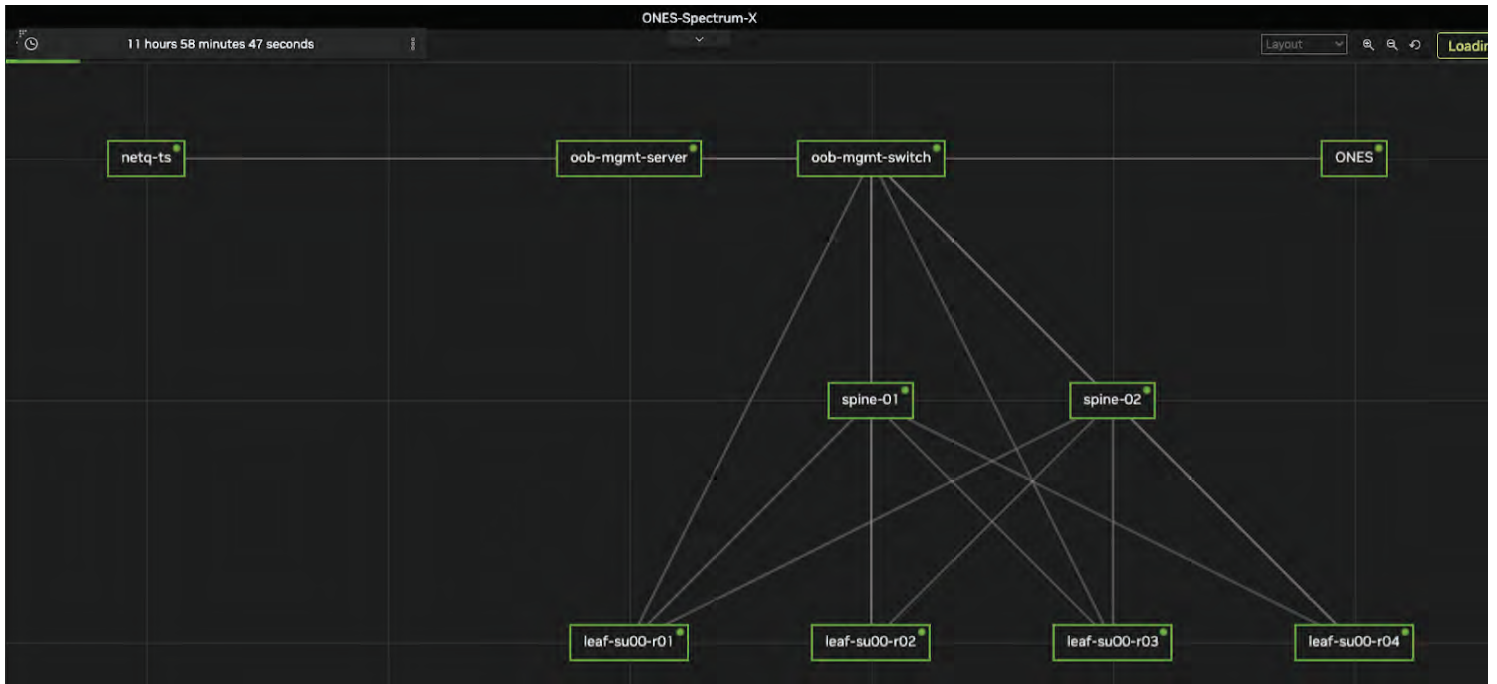 ONES-Spectrum-X
11 hours 58 minutes 47 seconds
Layout
Loadin
netq-ts
oob-mgmt-server
oob-mgmt-switch
ONES
spine-01
spine-02
leaf-su00-r01
leaf-su00-r02
leaf-su00-r03
leaf-su00-r04